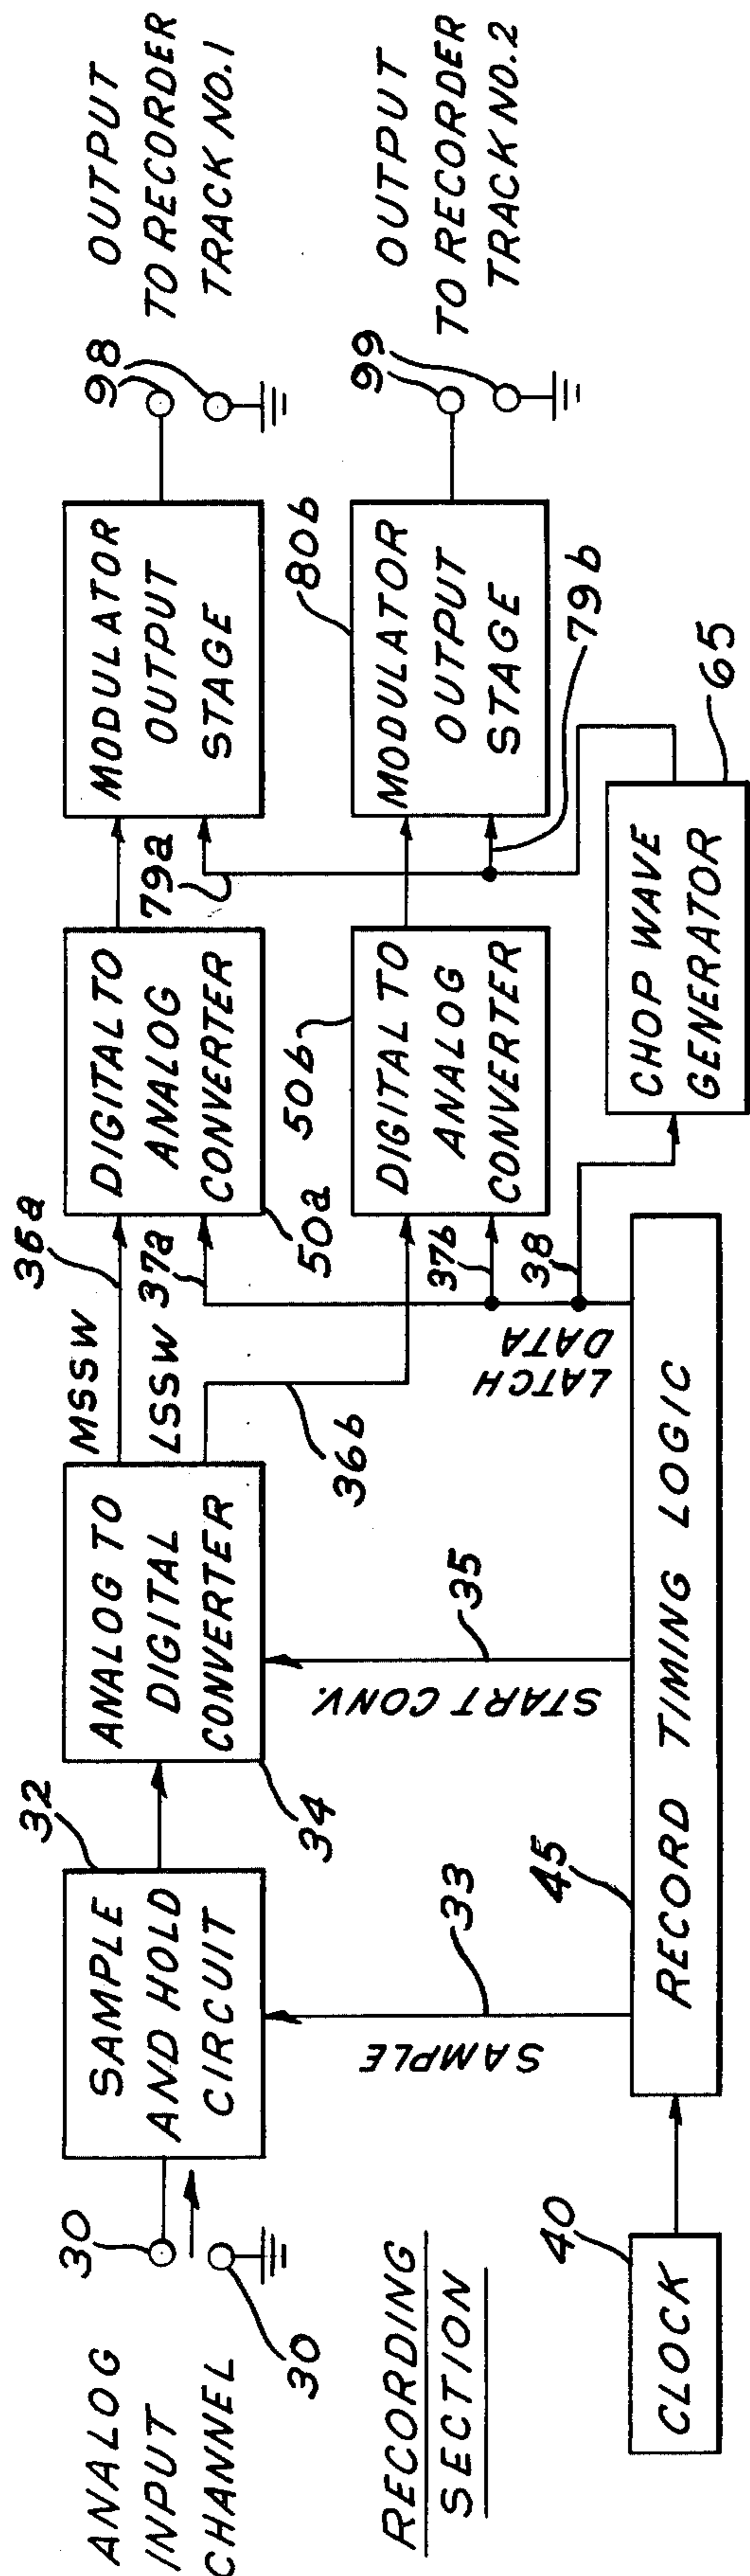 ANALOG
INPUT
CHANNEL
30
30
RECORDING
SECTION
SAMPLE
AND HOLD
CIRCUIT
32
ANALOG TO
DIGITAL
CONVERTER
34
MSSW
36a
LSSW
37a
36b
DIGITAL TO
ANALOG
CONVERTER
50a
79a
MODULATOR
OUTPUT
STAGE
98
OUTPUT
TO RECORDER
TRACK NO.1
DIGITAL TO
ANALOG
CONVERTER
50b
37b
MODULATOR
OUTPUT
STAGE
80b
79b
99
OUTPUT
TO RECORDER
TRACK NO.2
SAMPLE
33
START CONV.
35
LATCH
DATA
38
CLOCK
40
RECORD TIMING LOGIC
45
CHOP WAVE
GENERATOR
65